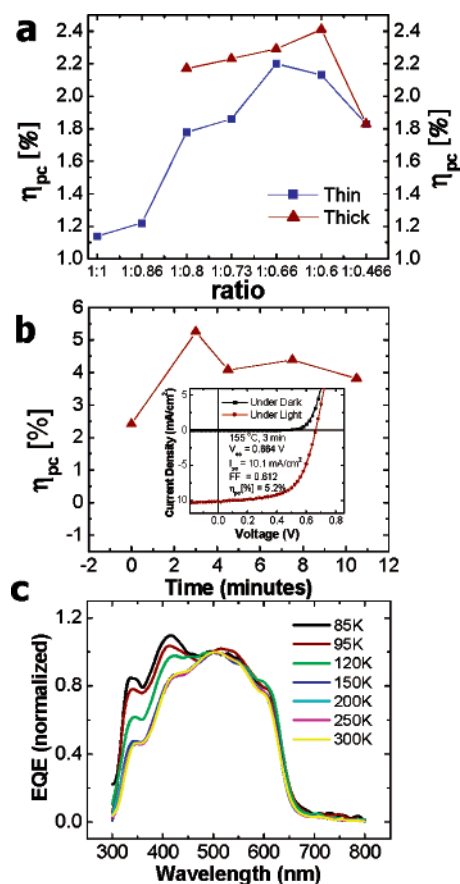 a
η_pc [%]
2.4
2.2
2.0
1.8
1.6
1.4
1.2
1.0
Thin
Thick
2.4
2.2
2.0
1.8
1.6
1.4
1.2
1.0
η_pc [%]
1:1 1:0.86 1:0.8 1:0.73 1:0.66 1:0.6 1:0.466
ratio
b
η_pc [%]
6
5
4
3
2
1
0
-1
Current Density (mA/cm²)
5
0
-5
-10
Under Dark
Under Light
155 °C, 3 min
V_oc = 0.664 V
I_sc = 10.1 mA/cm²
FF = 0.612
η_pc[%] = 5.2%
0.0 0.2 0.4 0.6 0.8
Voltage (V)
-2 0 2 4 6 8 10 12
Time (minutes)
c
EQE (normalized)
1.2
0.8
0.4
0.0
85K
95K
120K
150K
200K
250K
300K
300 400 500 600 700 800
Wavelength (nm)